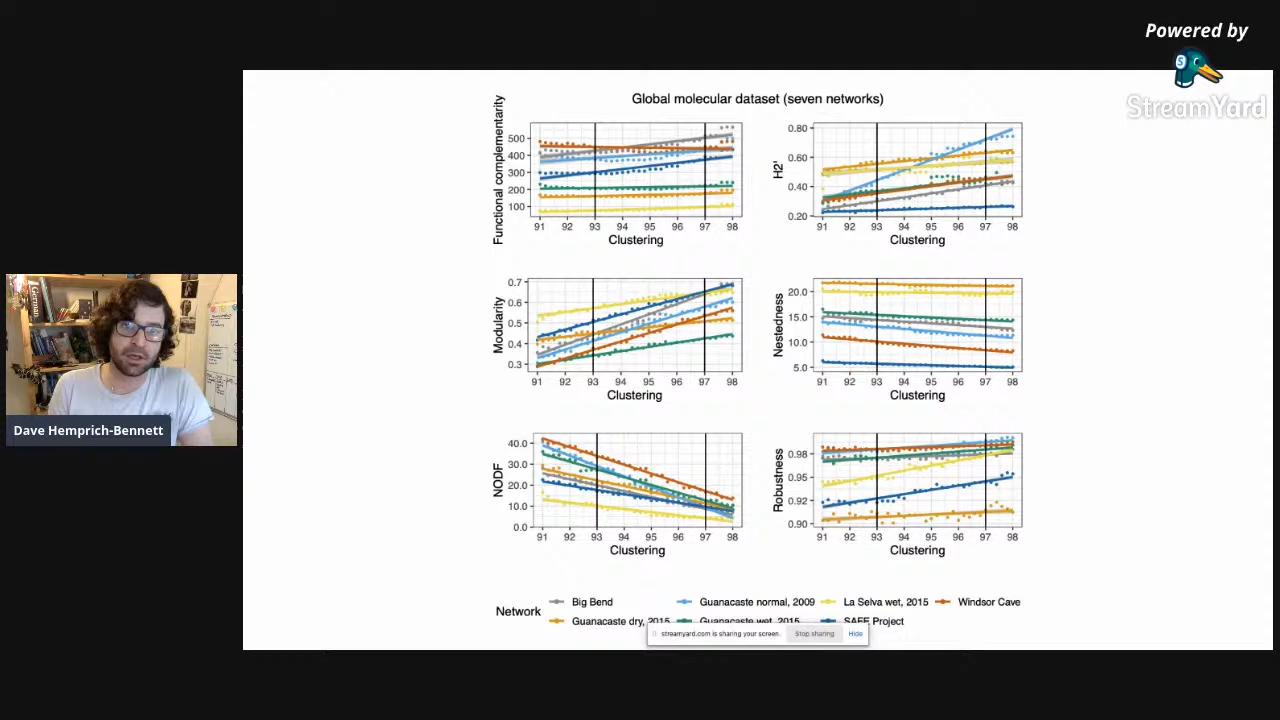 Powered by
StreamYard
Dave Hemprich-Bennett
Global molecular dataset (seven networks)
Functional complementarity
500
400
300
200
100
91 92 93 94 95 96 97 98
Clustering
H2'
0.80
0.60
0.40
0.20
91 92 93 94 95 96 97 98
Clustering
Modularity
0.7
0.6
0.5
0.4
0.3
91 92 93 94 95 96 97 98
Clustering
Nestedness
20.0
15.0
10.0
5.0
91 92 93 94 95 96 97 98
Clustering
NODF
40.0
30.0
20.0
10.0
0.0
91 92 93 94 95 96 97 98
Clustering
Robustness
0.98
0.95
0.92
0.90
91 92 93 94 95 96 97 98
Clustering
Network
Big Bend Guanacaste normal, 2009 La Selva wet, 2015 Windsor Cave
Guanacaste dry, 2015 Guanacaste wet, 2015 SAFE Project
streamyard.com is sharing your screen. Stop sharing Hide